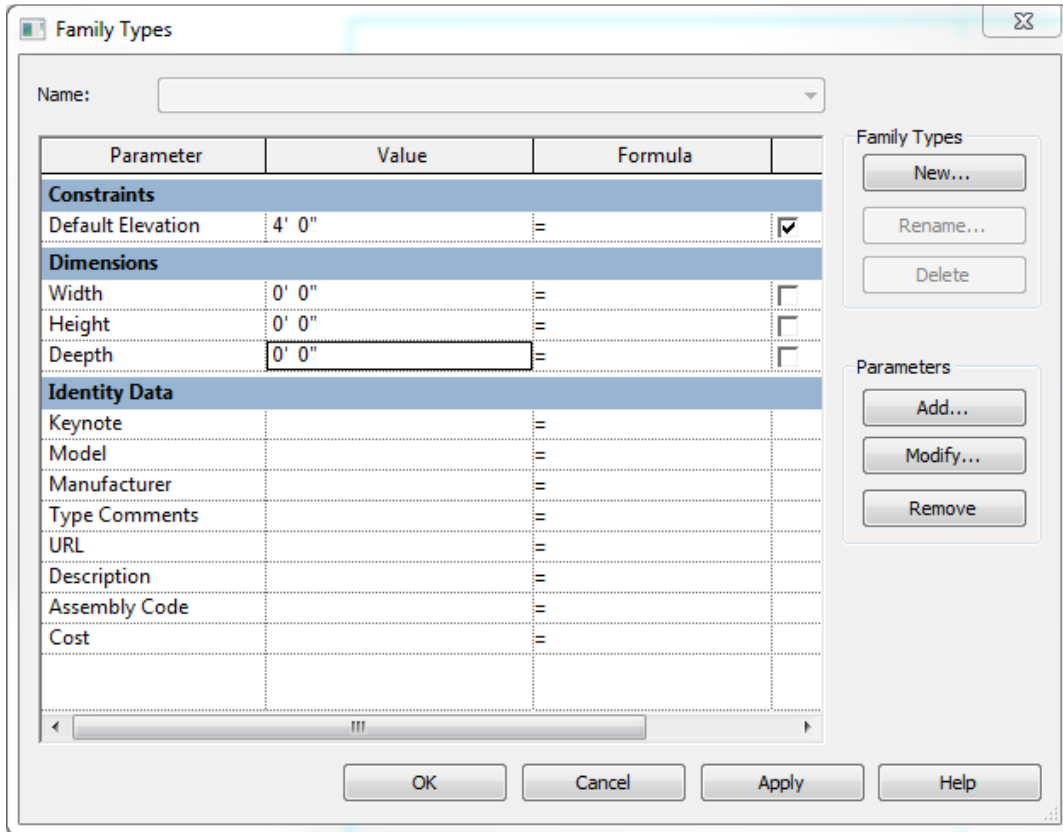 Family Types
Name:
Parameter Value Formula
Constraints
Default Elevation 4' 0" =
Dimensions
Width 0' 0" =
Height 0' 0" =
Deepth 0' 0" =
Identity Data
Keynote =
Model =
Manufacturer =
Type Comments =
URL =
Description =
Assembly Code =
Cost =
Family Types
New...
Rename...
Delete
Parameters
Add...
Modify...
Remove
OK Cancel Apply Help